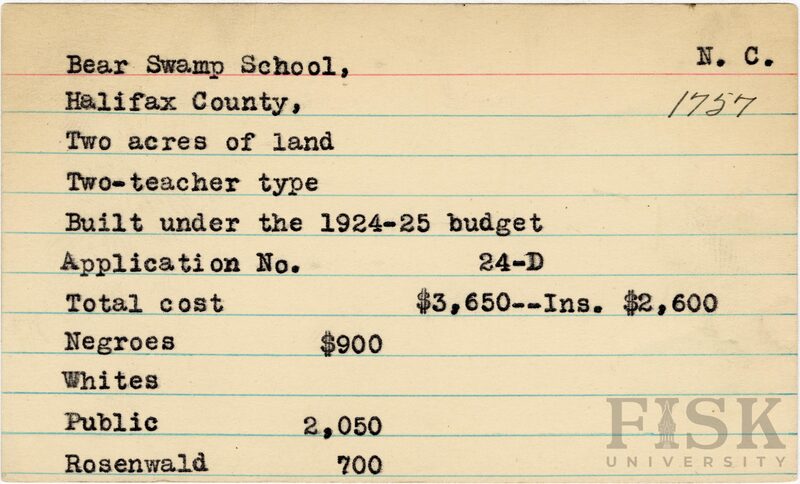 Bear Swamp School, N. C.
Halifax County, 1757
Two acres of land
Two-teacher type
Built under the 1924-25 budget
Application No. 24-D
Total cost $3,650--Ins. $2,600
Negroes $900
Whites
Public 2,050
Rosenwald 700
FISK
UNIVERSITY